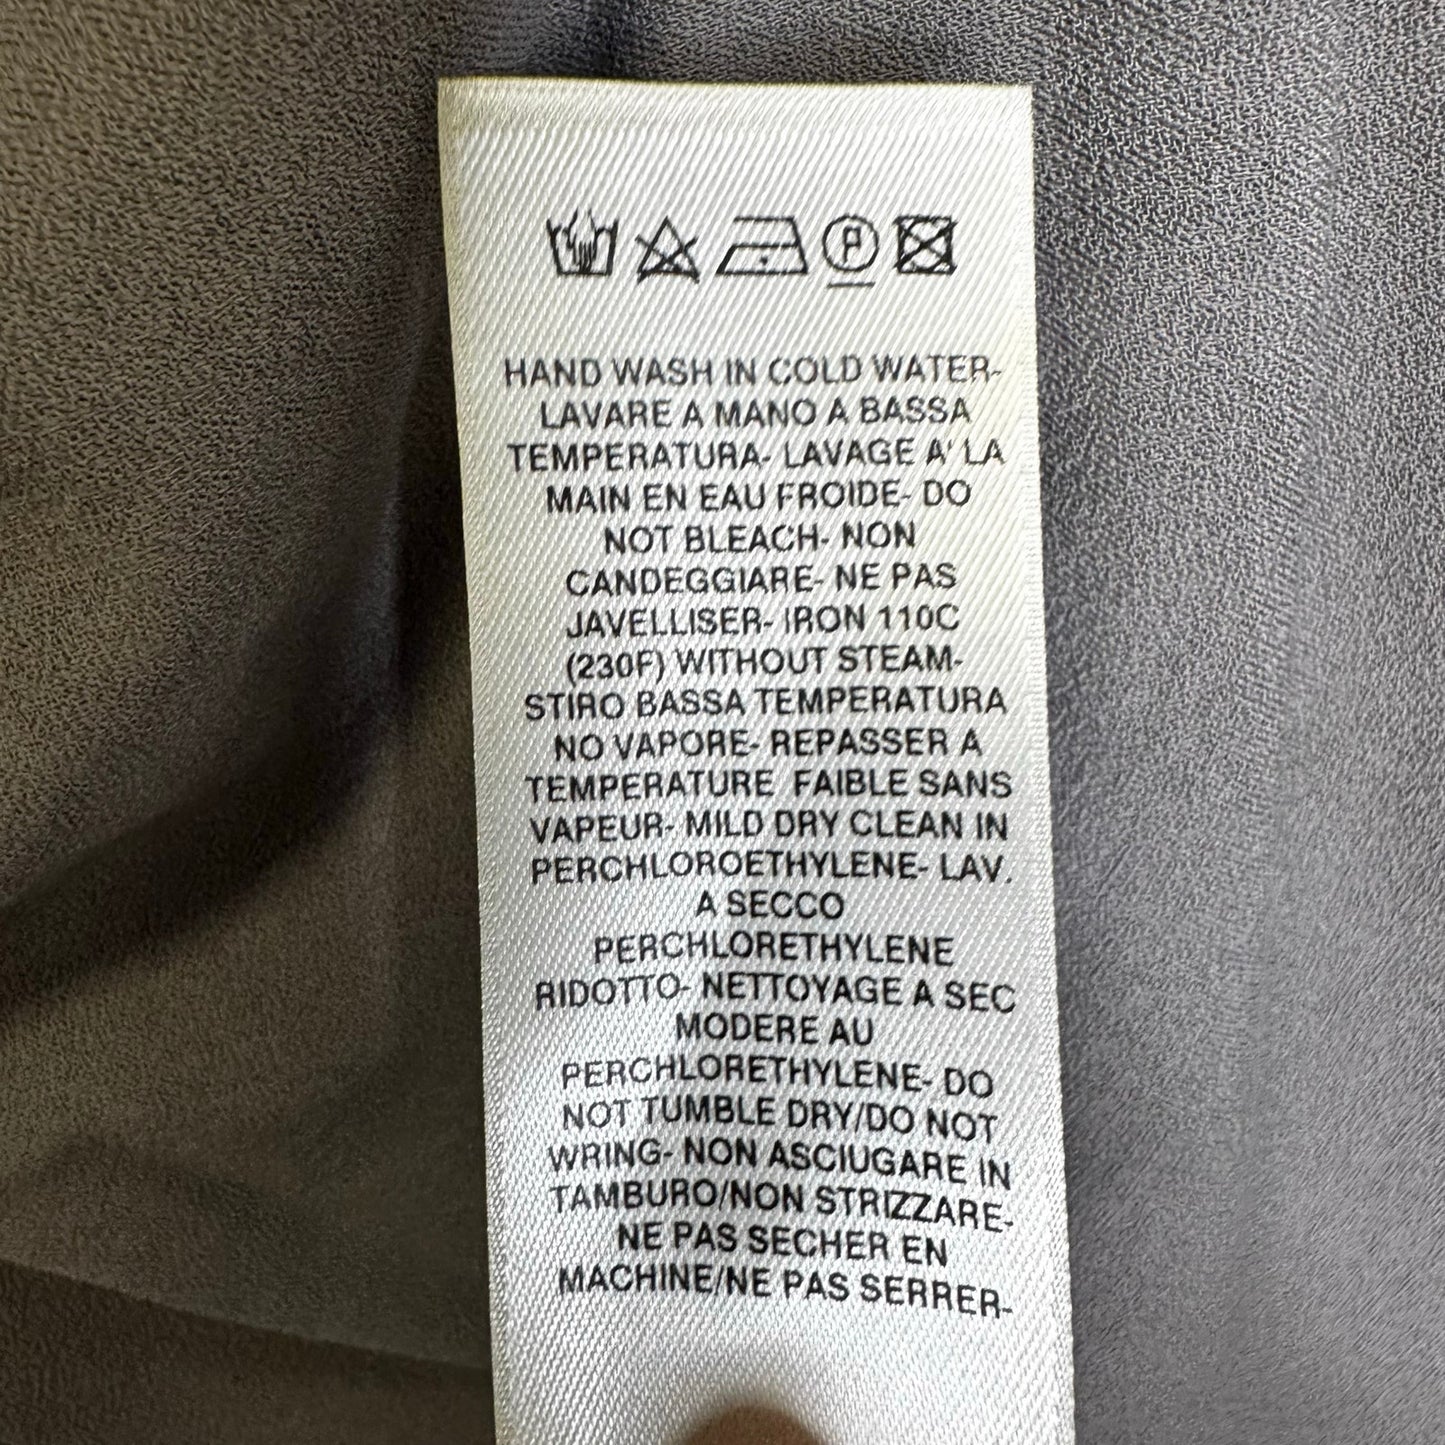 P
HAND WASH IN COLD WATER-
LAVARE A MANO A BASSA
TEMPERATURA- LAVAGE A' LA
MAIN EN EAU FROIDE- DO
NOT BLEACH- NON
CANDEGGIARE- NE PAS
JAVELLISER- IRON 110C
(230F) WITHOUT STEAM-
STIRO BASSA TEMPERATURA
NO VAPORE- REPASSER A
TEMPERATURE FAIBLE SANS
VAPEUR- MILD DRY CLEAN IN
PERCHLOROETHYLENE- LAV.
A SECCO
PERCHLORETHYLENE
RIDOTTO- NETTOYAGE A SEC
MODERE AU
PERCHLORETHYLENE- DO
NOT TUMBLE DRY/DO NOT
WRING- NON ASCIUGARE IN
TAMBURO/NON STRIZZARE-
NE PAS SECHER EN
MACHINE/NE PAS SERRER-